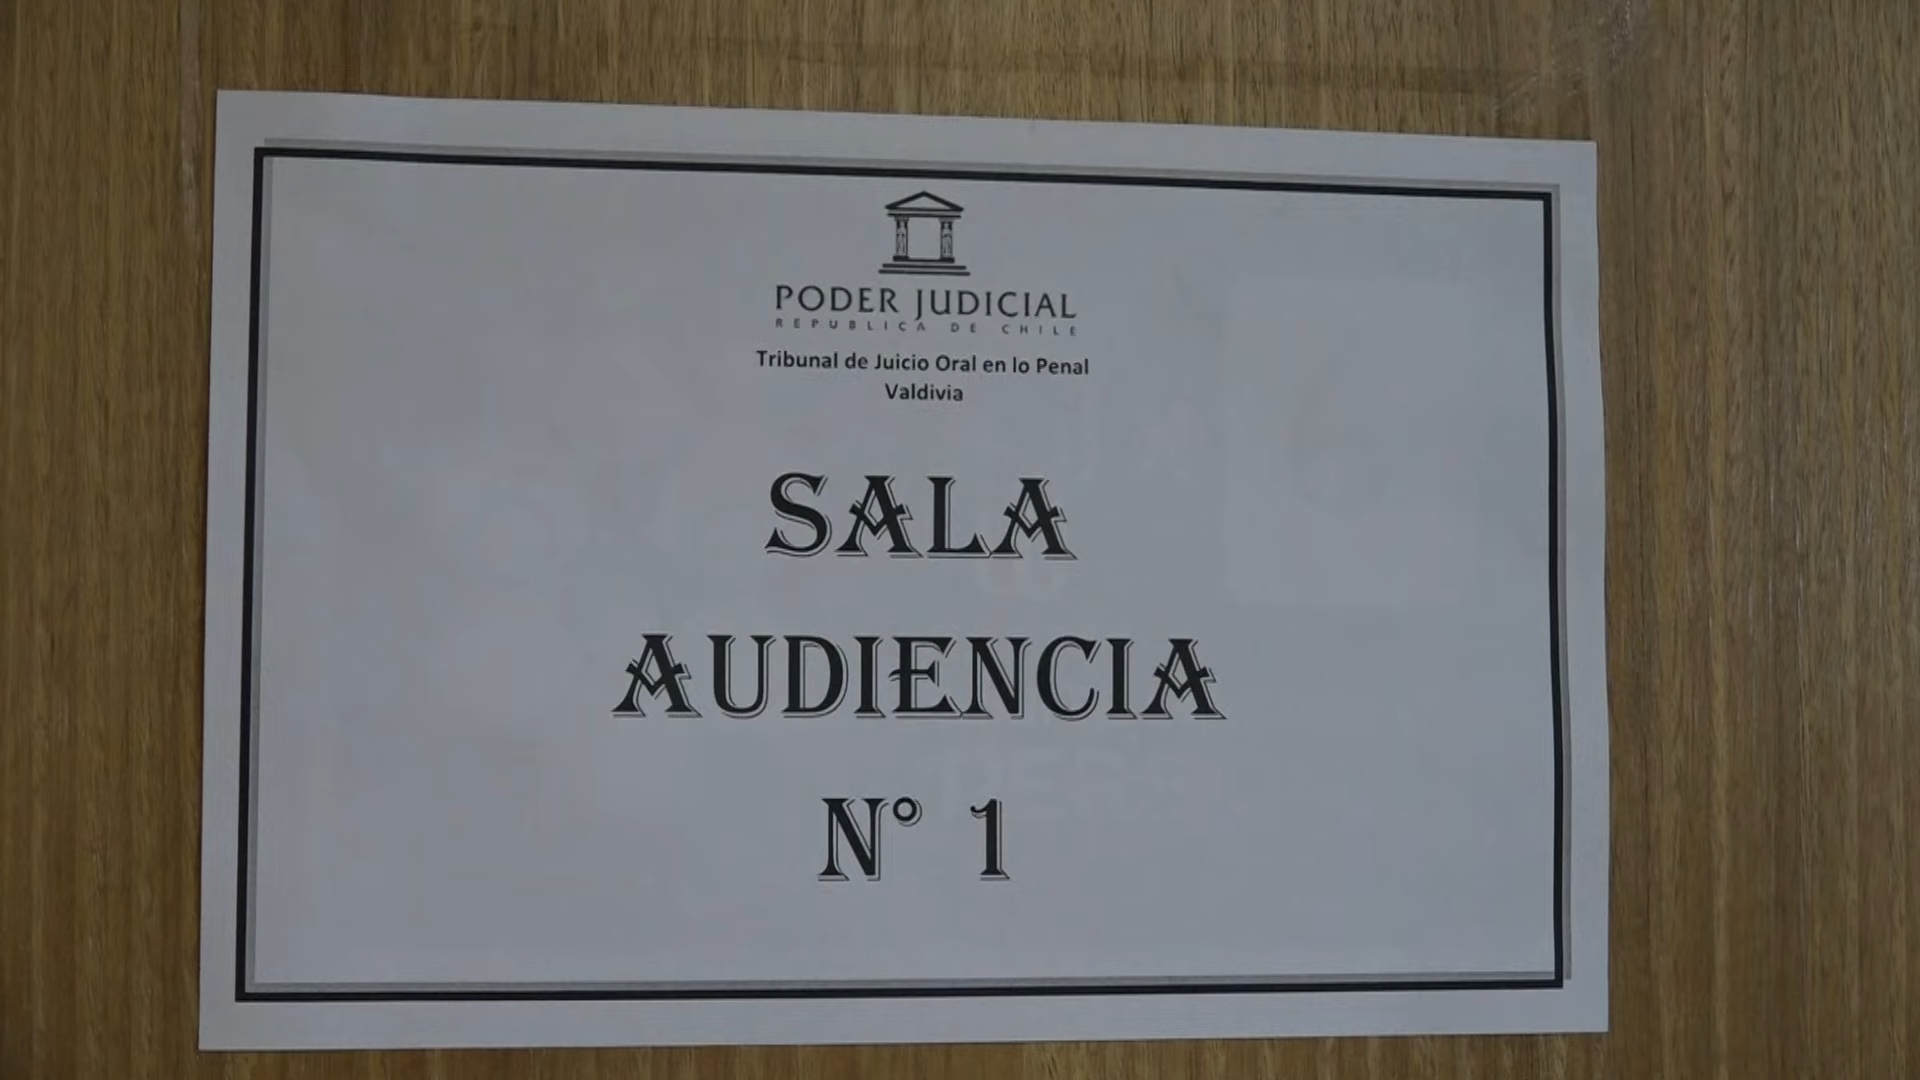 PODER JUDICIAL
REPUBLICA DE CHILE
Tribunal de Juicio Oral en lo Penal
Valdivia
SALA
AUDIENCIA
N° 1